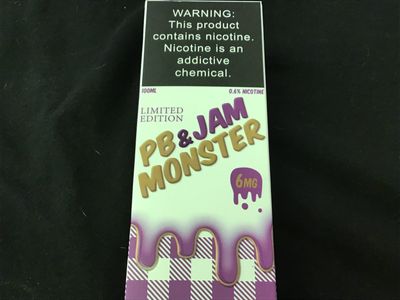 WARNING:
This product
contains nicotine.
Nicotine is an
addictive
chemical.
100ML 0.6% NICOTINE
LIMITED
EDITION
PB&JAM
MONSTER
6MG